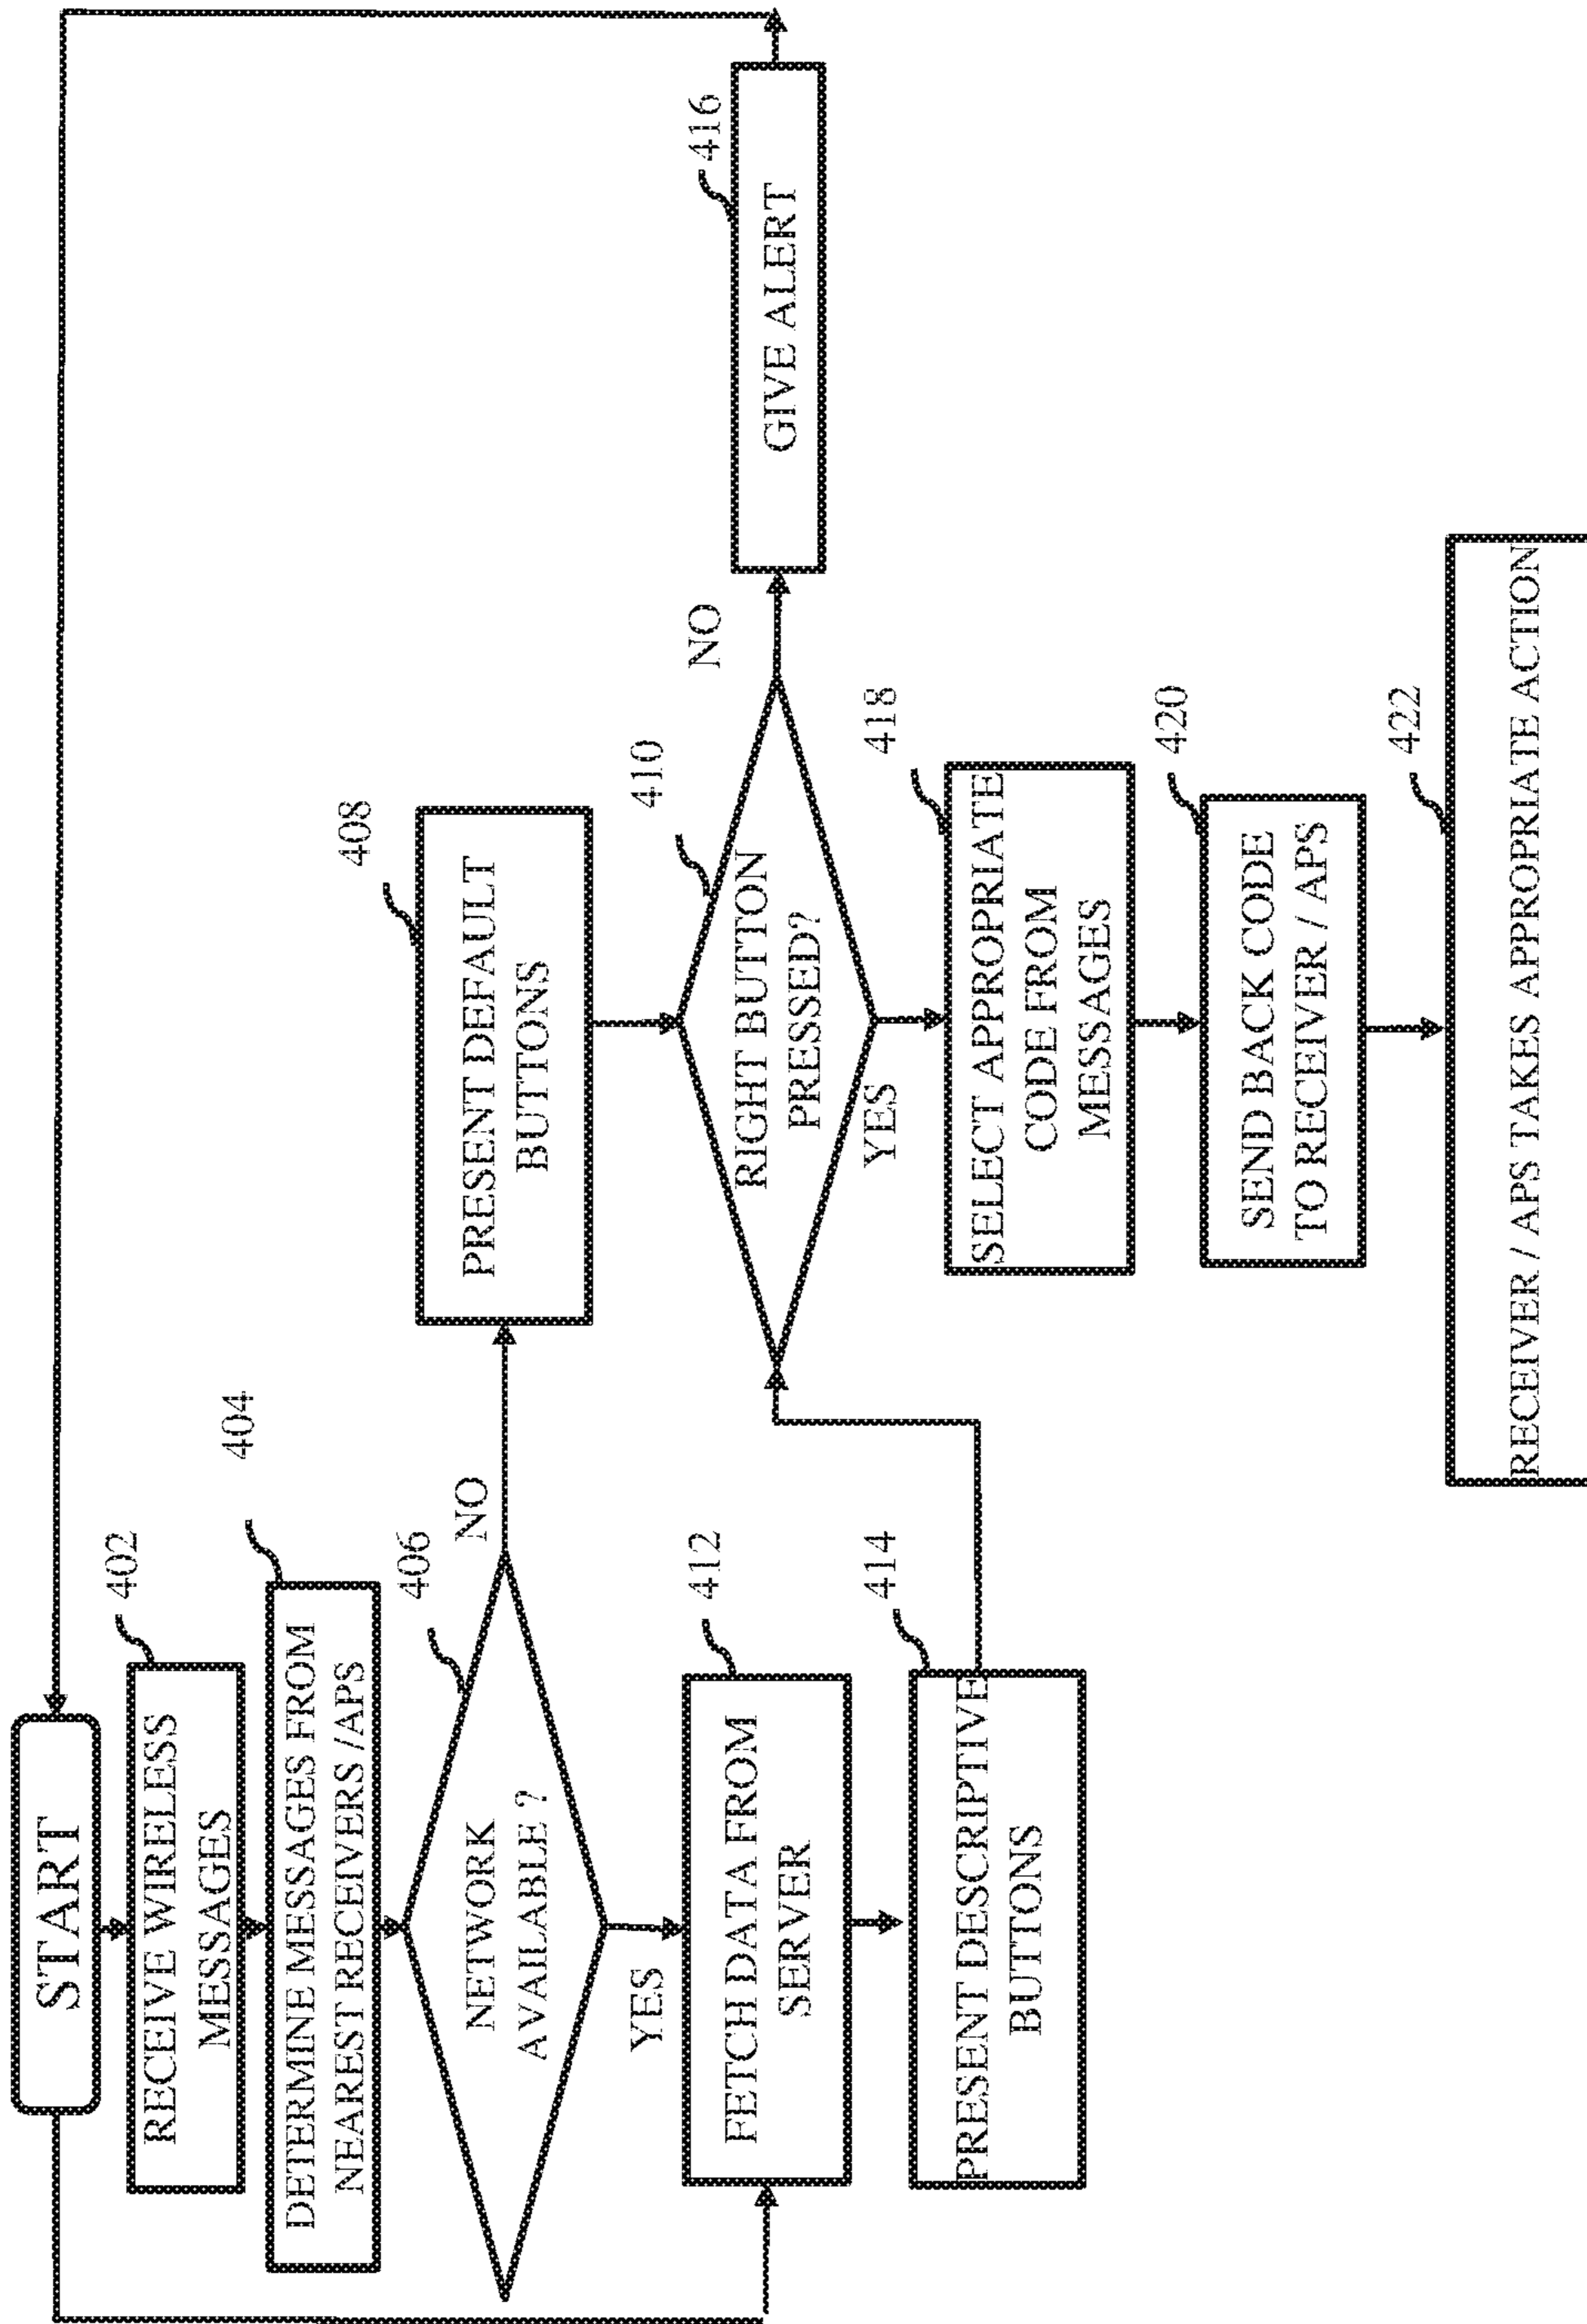 START
402
RECEIVE WIRELESS
MESSAGES
404
DETERMINE MESSAGES FROM
NEAREST RECEIVERS /APS
406
NETWORK
AVAILABLE ?
NO
YES
408
PRESENT DEFAULT
BUTTONS
412
FETCH DATA FROM
SERVER
414
PRESENT DESCRIPTIVE
BUTTONS
410
RIGHT BUTTON
PRESSED?
NO
YES
416
GIVE ALERT
418
SELECT APPROPRIATE
CODE FROM
MESSAGES
420
SEND BACK CODE
TO RECEIVER / APS
422
RECEIVER / APS TAKES APPROPRIATE ACTION